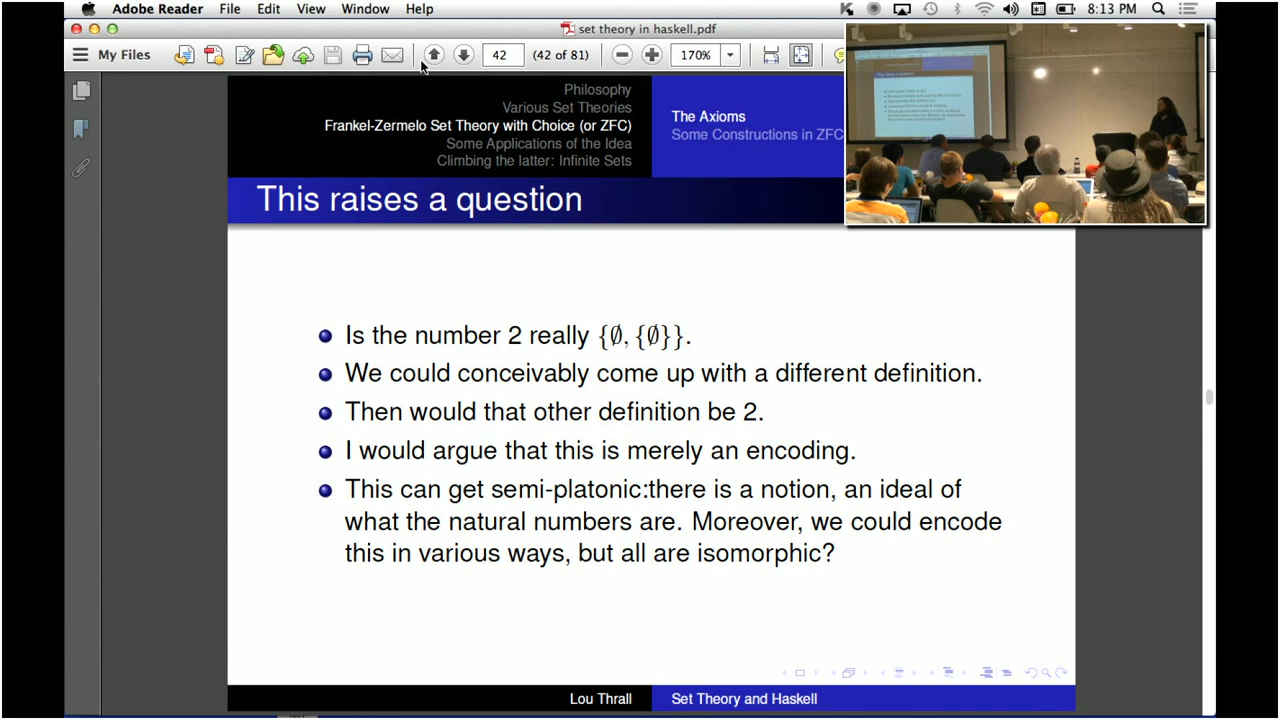 Adobe Reader File Edit View Window Help 8:13 PM
set theory in haskell.pdf
My Files 42 (42 of 81) 170%
Philosophy
Various Set Theories
Frankel-Zermelo Set Theory with Choice (or ZFC)
Some Applications of the Idea
Climbing the latter: Infinite Sets
The Axioms
Some Constructions in ZFC
This raises a question
Is the number 2 really {∅, {∅}}.
We could conceivably come up with a different definition.
Then would that other definition be 2.
I would argue that this is merely an encoding.
This can get semi-platonic:there is a notion, an ideal of
what the natural numbers are. Moreover, we could encode
this in various ways, but all are isomorphic?
Lou Thrall Set Theory and Haskell